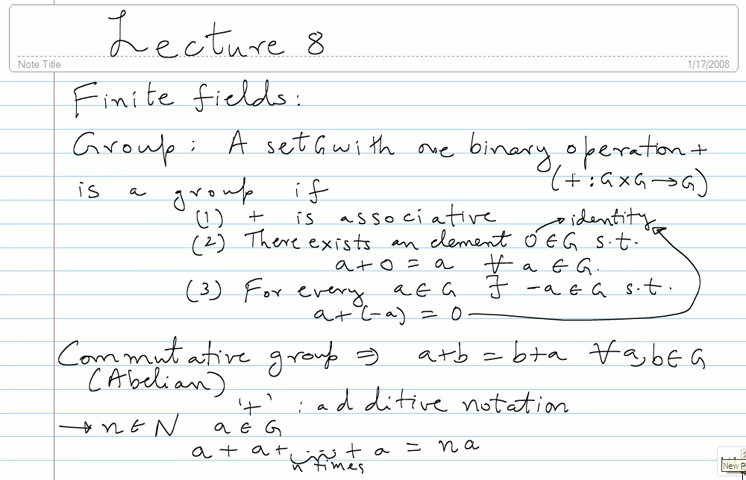 Lecture 8
Note Title
1/17/2008
Finite fields:
Group: A set G with one binary operation +
(+: G×G→G)
is a group if
(1) + is associative
(2) There exists an element 0∈G s.t. → identity
a+0 = a ∀ a ∈ G.
(3) For every a∈G ∃ -a∈G s.t.
a+(-a) = 0
Commutative group ⇒ a+b = b+a ∀ a,b∈G
(Abelian)
'+' : additive notation
→ n∈N a∈G
a + a + ... + a = na
n times
New P